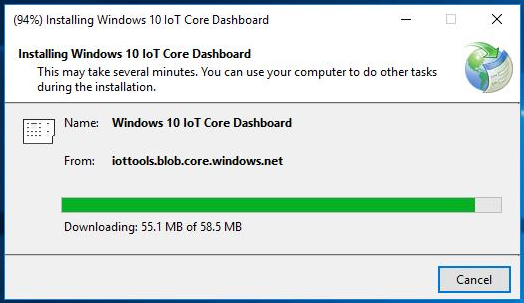 (94%) Installing Windows 10 IoT Core Dashboard
Installing Windows 10 IoT Core Dashboard
This may take several minutes. You can use your computer to do other tasks
during the installation.
Name: Windows 10 IoT Core Dashboard
From: iottools.blob.core.windows.net
Downloading: 55.1 MB of 58.5 MB
Cancel